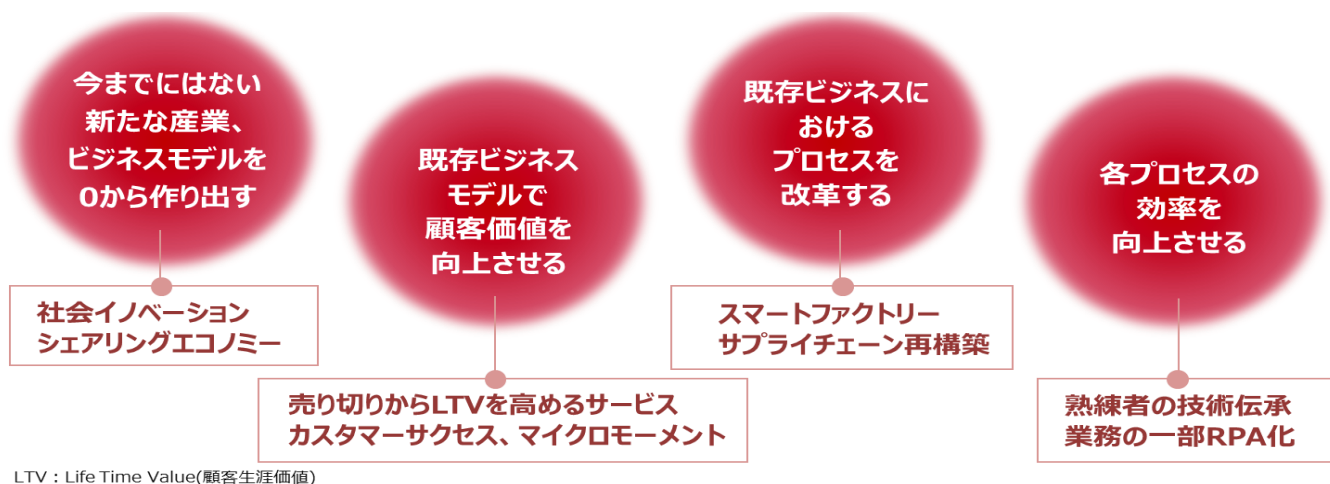 今までにはない
新たな産業、
ビジネスモデルを
0から作り出す
社会イノベーション
シェアリングエコノミー
既存ビジネス
モデルで
顧客価値を
向上させる
売り切りからLTVを高めるサービス
カスタマーサクセス、マイクロモーメント
既存ビジネスに
おける
プロセスを
改革する
スマートファクトリー
サプライチェーン再構築
各プロセスの
効率を
向上させる
熟練者の技術伝承
業務の一部RPA化
LTV：Life Time Value(顧客生涯価値)